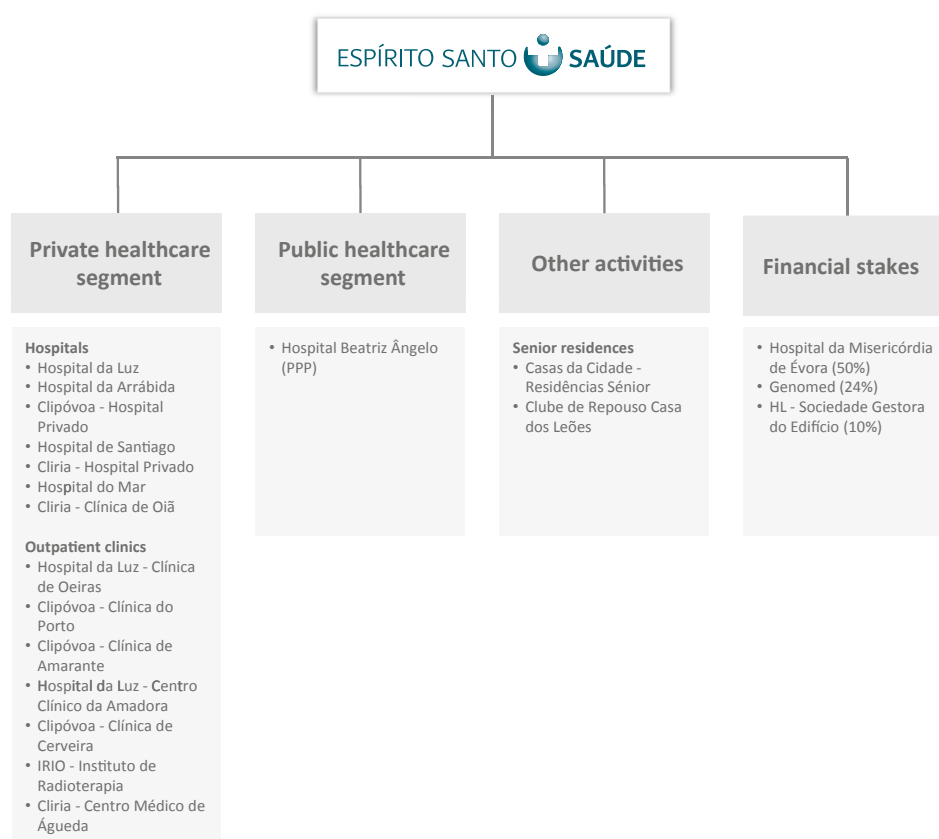 ESPÍRITO SANTO SAÚDE
Private healthcare
segment
Hospitals
• Hospital da Luz
• Hospital da Arrábida
• Clipóvoa - Hospital
Privado
• Hospital de Santiago
• Cliria - Hospital Privado
• Hospital do Mar
• Cliria - Clínica de Oiã
Outpatient clinics
• Hospital da Luz - Clínica
de Oeiras
• Clipóvoa - Clínica do
Porto
• Clipóvoa - Clínica de
Amarante
• Hospital da Luz - Centro
Clínico da Amadora
• Clipóvoa - Clínica de
Cerveira
• IRIO - Instituto de
Radioterapia
• Cliria - Centro Médico de
Águeda
Public healthcare
segment
• Hospital Beatriz Ângelo
(PPP)
Other activities
Senior residences
• Casas da Cidade -
Residências Sénior
• Clube de Repouso Casa
dos Leões
Financial stakes
• Hospital da Misericórdia
de Évora (50%)
• Genomed (24%)
• HL - Sociedade Gestora
do Edifício (10%)